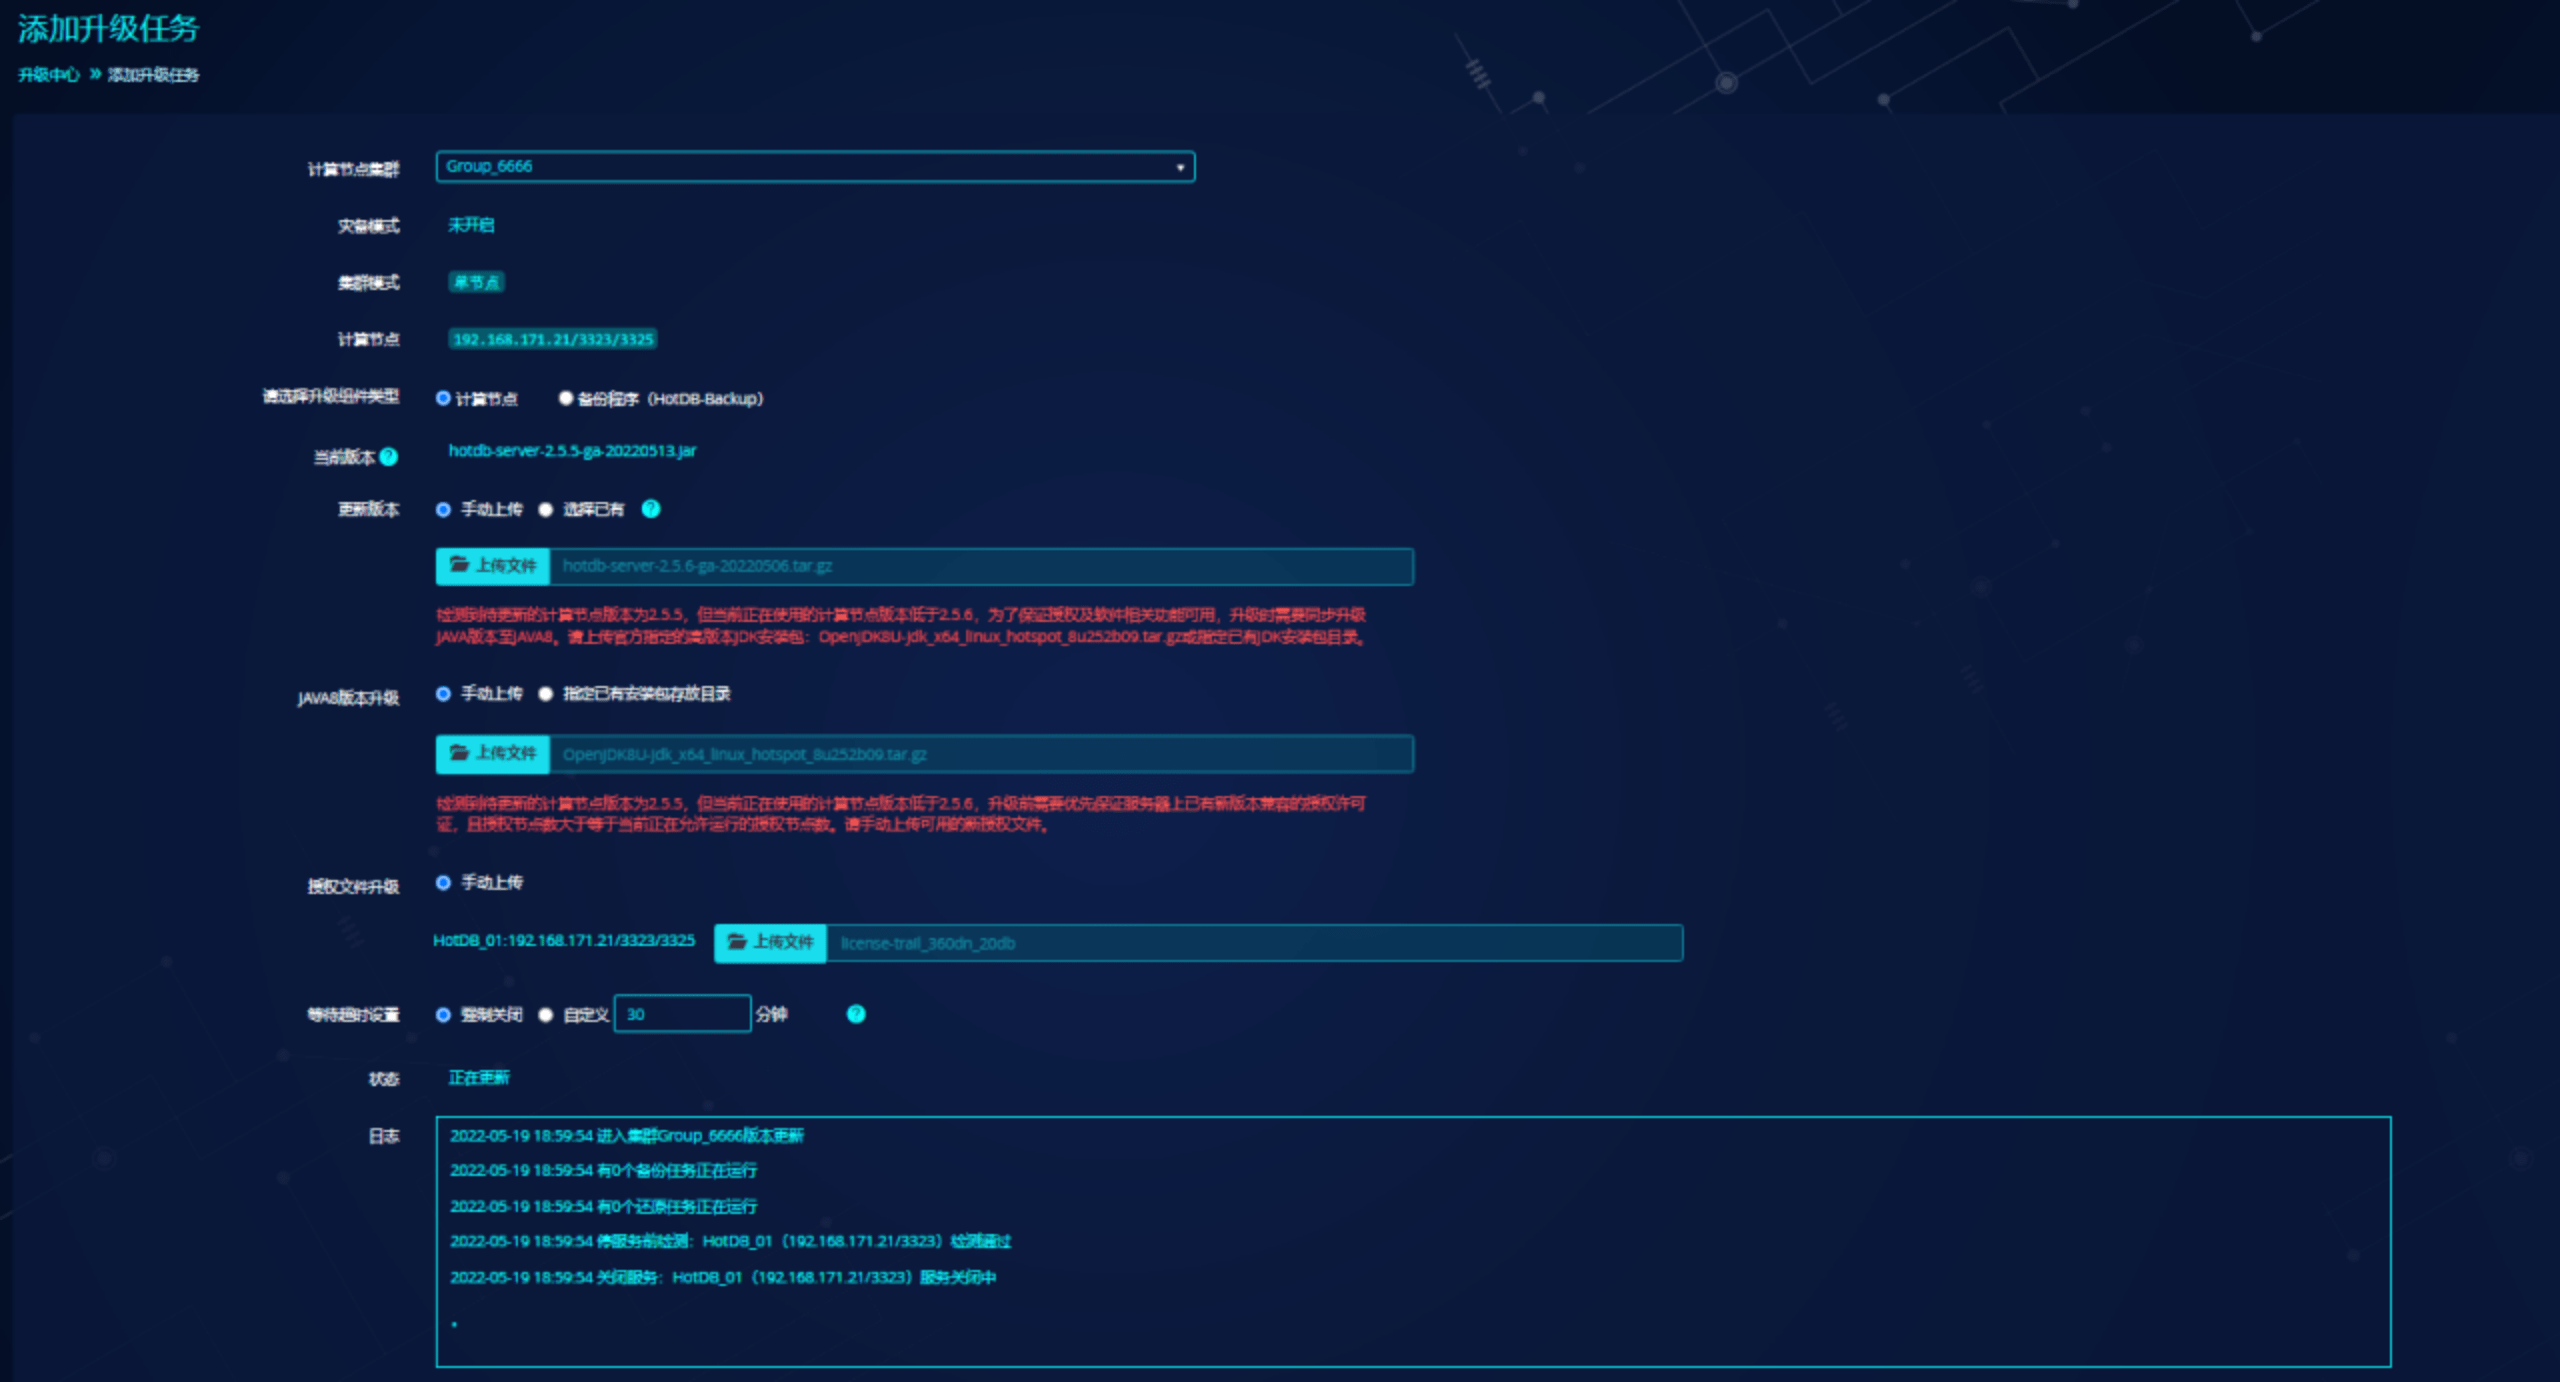 添加升级任务
升级中心 » 添加升级任务
计算节点集群 Group_6666
灾备模式 未开启
集群模式 单节点
计算节点 192.168.171.21/3323/3325
请选择升级组件类型 计算节点 备份程序（HotDB-Backup）
当前版本 ? hotdb-server-2.5.5-ga-20220513.jar
更新版本 手动上传 选择已有 ?
上传文件 hotdb-server-2.5.6-ga-20220506.tar.gz
检测到待更新的计算节点版本为2.5.5，但当前正在使用的计算节点版本低于2.5.6，为了保证授权及软件相关功能可用，升级时需要同步升级
JAVA版本至JAVA8。请上传官方指定的高版本JDK安装包：OpenJDK8U-jdk_x64_linux_hotspot_8u252b09.tar.gz或指定已有JDK安装包目录。
JAVA8版本升级 手动上传 指定已有安装包存放目录
上传文件 OpenJDK8U-jdk_x64_linux_hotspot_8u252b09.tar.gz
检测到待更新的计算节点版本为2.5.5，但当前正在使用的计算节点版本低于2.5.6，升级前需要优先保证服务器上已有新版本兼容的授权许可
证，且授权节点数大于等于当前正在允许运行的授权节点数。请手动上传可用的新授权文件。
授权文件升级 手动上传
HotDB_01:192.168.171.21/3323/3325 上传文件 license-trail_360dn_20db
等待超时设置 强制关闭 自定义 30 分钟 ?
状态 正在更新
日志 2022-05-19 18:59:54 进入集群Group_6666版本更新
2022-05-19 18:59:54 有0个备份任务正在运行
2022-05-19 18:59:54 有0个还原任务正在运行
2022-05-19 18:59:54 停服务前检测：HotDB_01（192.168.171.21/3323）检测通过
2022-05-19 18:59:54 关闭服务：HotDB_01（192.168.171.21/3323）服务关闭中
.